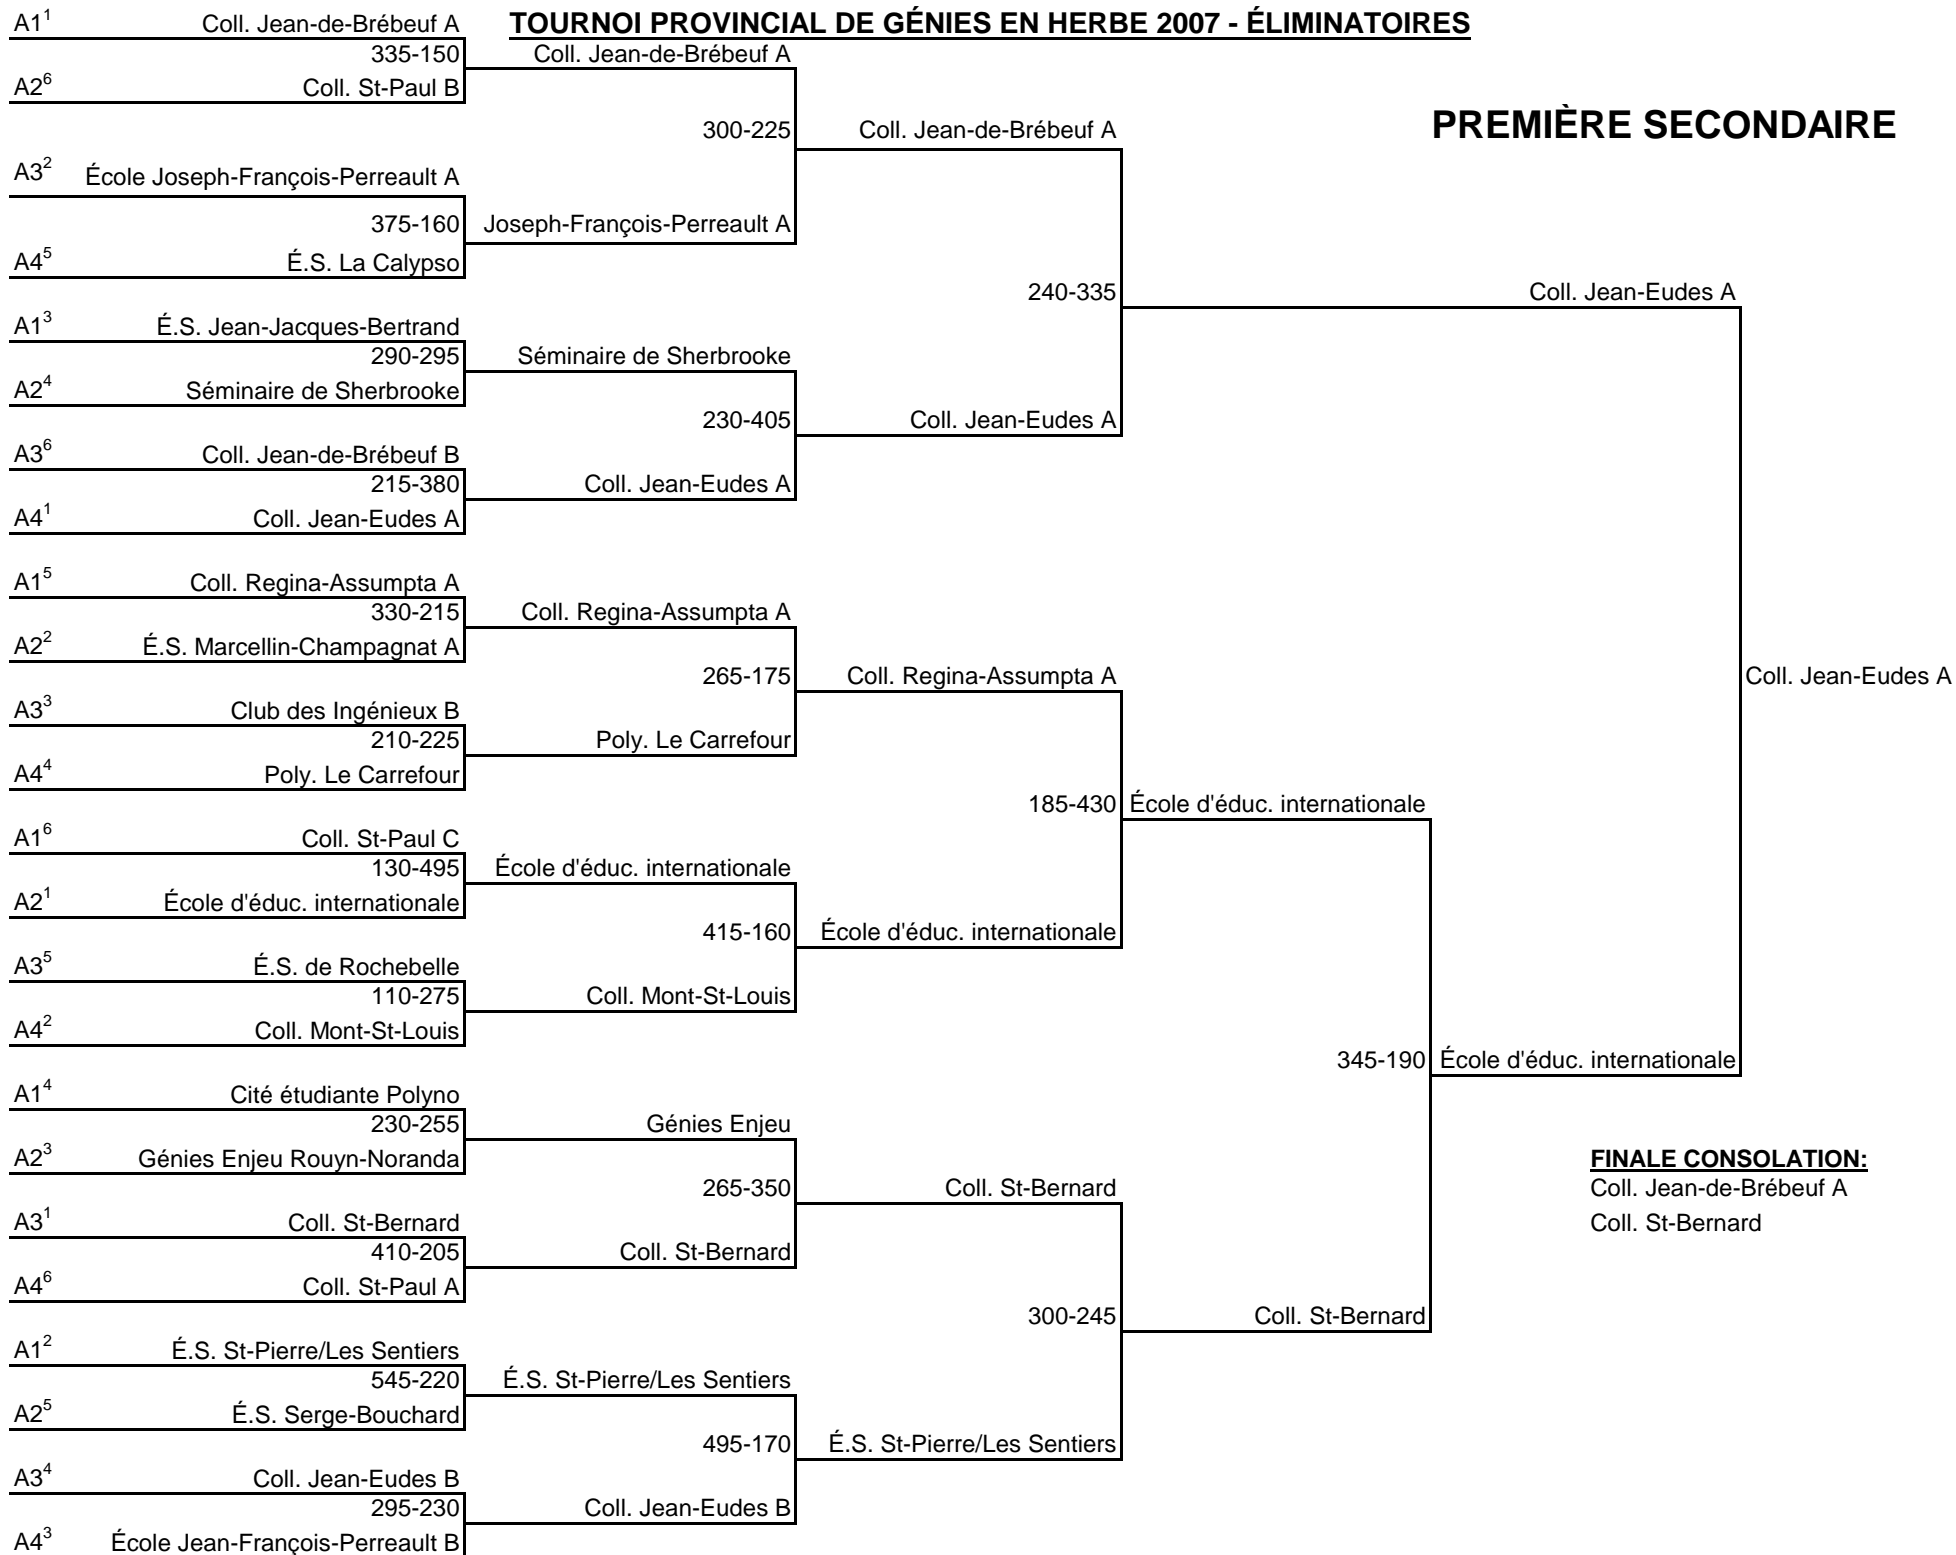 TOURNOI PROVINCIAL DE GÉNIES EN HERBE 2007 - ÉLIMINATOIRES
PREMIÈRE SECONDAIRE
A1¹ Coll. Jean-de-Brébeuf A
335-150
A2⁶ Coll. St-Paul B
A3² École Joseph-François-Perreault A
375-160
A4⁵ É.S. La Calypso
A1³ É.S. Jean-Jacques-Bertrand
290-295
A2⁴ Séminaire de Sherbrooke
A3⁶ Coll. Jean-de-Brébeuf B
215-380
A4¹ Coll. Jean-Eudes A
A1⁵ Coll. Regina-Assumpta A
330-215
A2² É.S. Marcellin-Champagnat A
A3³ Club des Ingénieux B
210-225
A4⁴ Poly. Le Carrefour
A1⁶ Coll. St-Paul C
130-495
A2¹ École d'éduc. internationale
A3⁵ É.S. de Rochebelle
110-275
A4² Coll. Mont-St-Louis
A1⁴ Cité étudiante Polyno
230-255
A2³ Génies Enjeu Rouyn-Noranda
A3¹ Coll. St-Bernard
410-205
A4⁶ Coll. St-Paul A
A1² É.S. St-Pierre/Les Sentiers
545-220
A2⁵ É.S. Serge-Bouchard
A3⁴ Coll. Jean-Eudes B
295-230
A4³ École Jean-François-Perreault B
Coll. Jean-de-Brébeuf A
300-225
Joseph-François-Perreault A
Séminaire de Sherbrooke
230-405
Coll. Jean-Eudes A
Coll. Regina-Assumpta A
265-175
Poly. Le Carrefour
École d'éduc. internationale
415-160
Coll. Mont-St-Louis
Génies Enjeu
265-350
Coll. St-Bernard
É.S. St-Pierre/Les Sentiers
495-170
Coll. Jean-Eudes B
Coll. Jean-de-Brébeuf A
240-335
Coll. Jean-Eudes A
Coll. Regina-Assumpta A
185-430
École d'éduc. internationale
Coll. St-Bernard
300-245
É.S. St-Pierre/Les Sentiers
École d'éduc. internationale
345-190
Coll. St-Bernard
Coll. Jean-Eudes A
École d'éduc. internationale
Coll. Jean-Eudes A
FINALE CONSOLATION:
Coll. Jean-de-Brébeuf A
Coll. St-Bernard